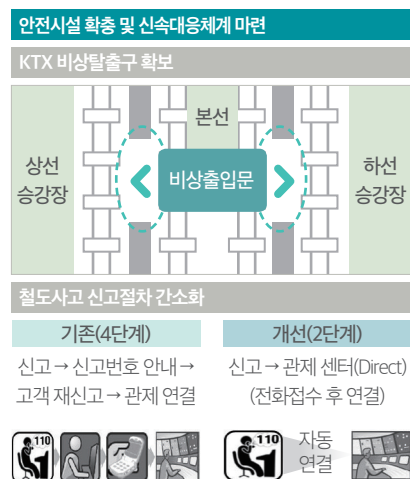 안전시설 확충 및 신속대응체계 마련
KTX 비상탈출구 확보
본선
상선
승강장
비상출입문
하선
승강장
철도사고 신고절차 간소화
기존(4단계)
개선(2단계)
신고 → 신고번호 안내 →
고객 재신고 → 관제 연결
신고 → 관제 센터(Direct)
(전화접수 후 연결)
110
110
자동
연결